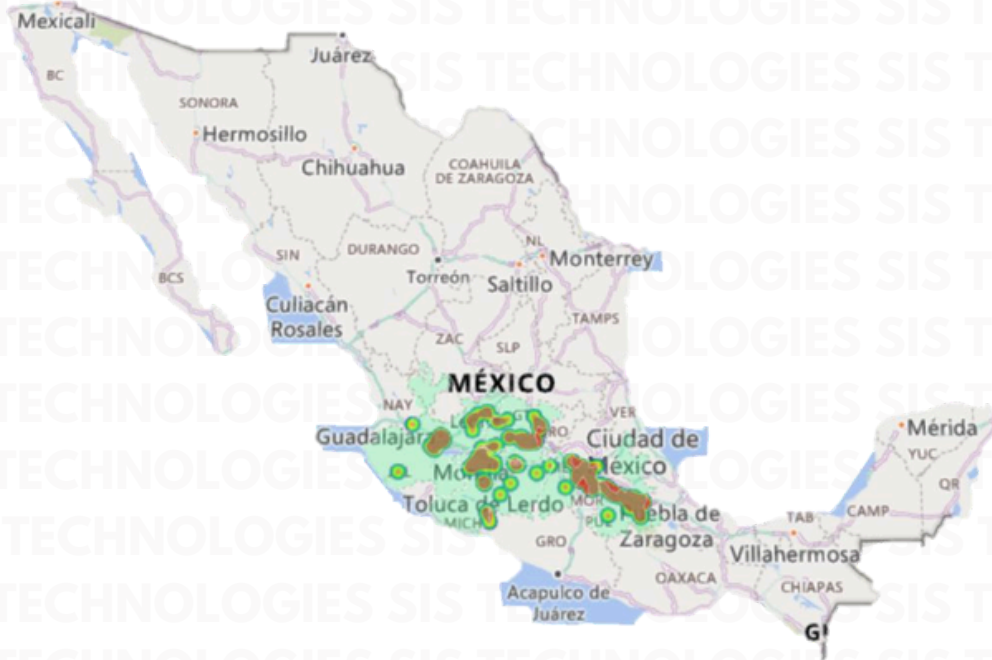 TECHNOLOGIES SIS TECHNOLOGIES SIS
Mexicali
Juárez
BC
SONORA
Hermosillo
Chihuahua
COAHUILA
DE ZARAGOZA
NL
Monterrey
DURANGO
SIN
Torreón
Saltillo
BCS
Culiacán
Rosales
TAMPS
ZAC
SLP
MÉXICO
NAY
VER
Guadalajara
Ciudad de
México
Mérida
YUC
QR
Toluca de Lerdo
MOR
MICH
Puebla de
Zaragoza
TAB
CAMP
GRO
Villahermosa
OAXACA
CHIAPAS
Acapulco de
Juárez